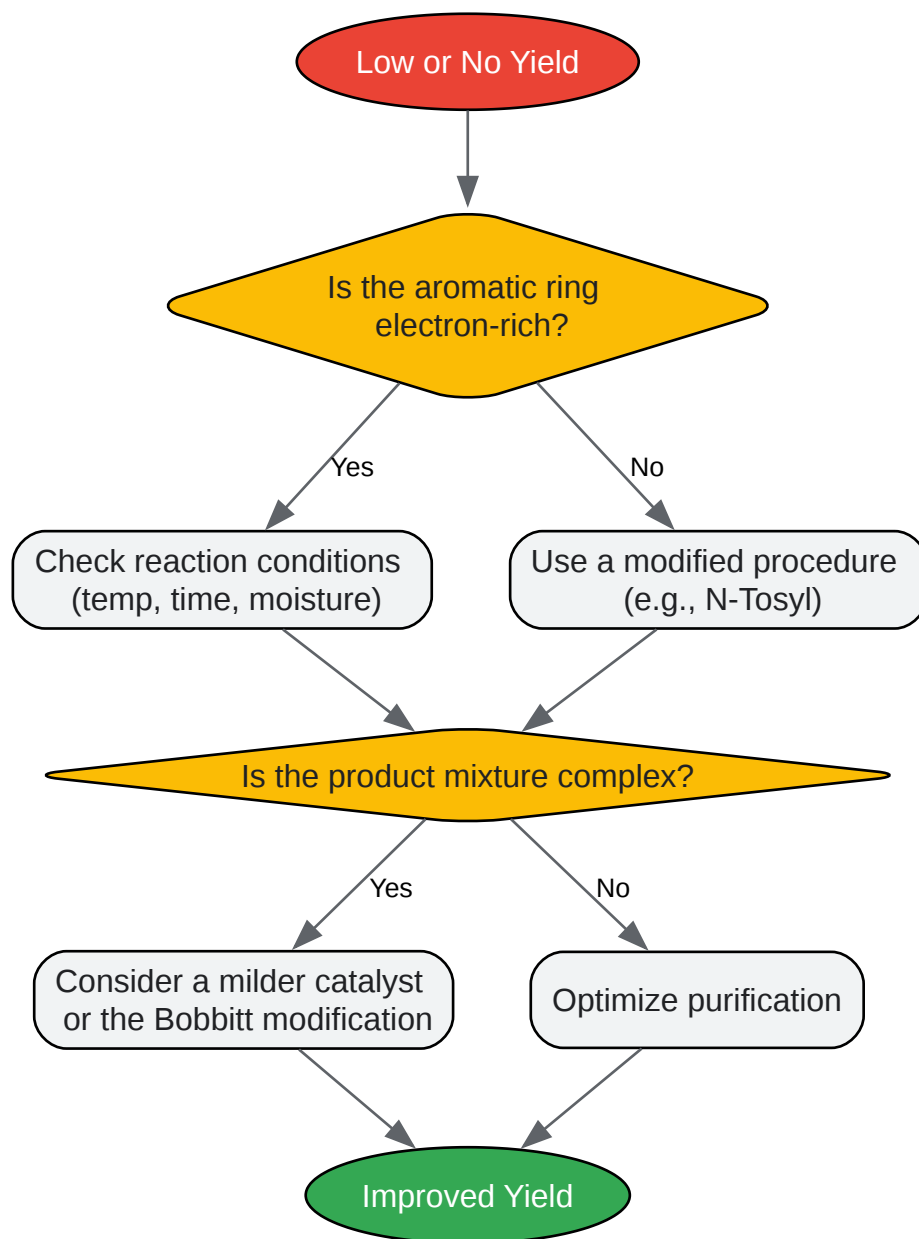 Low or No Yield
Is the aromatic ring
electron-rich?
Yes
No
Check reaction conditions
(temp, time, moisture)
Use a modified procedure
(e.g., N-Tosyl)
Is the product mixture complex?
Yes
No
Consider a milder catalyst
or the Bobbitt modification
Optimize purification
Improved Yield